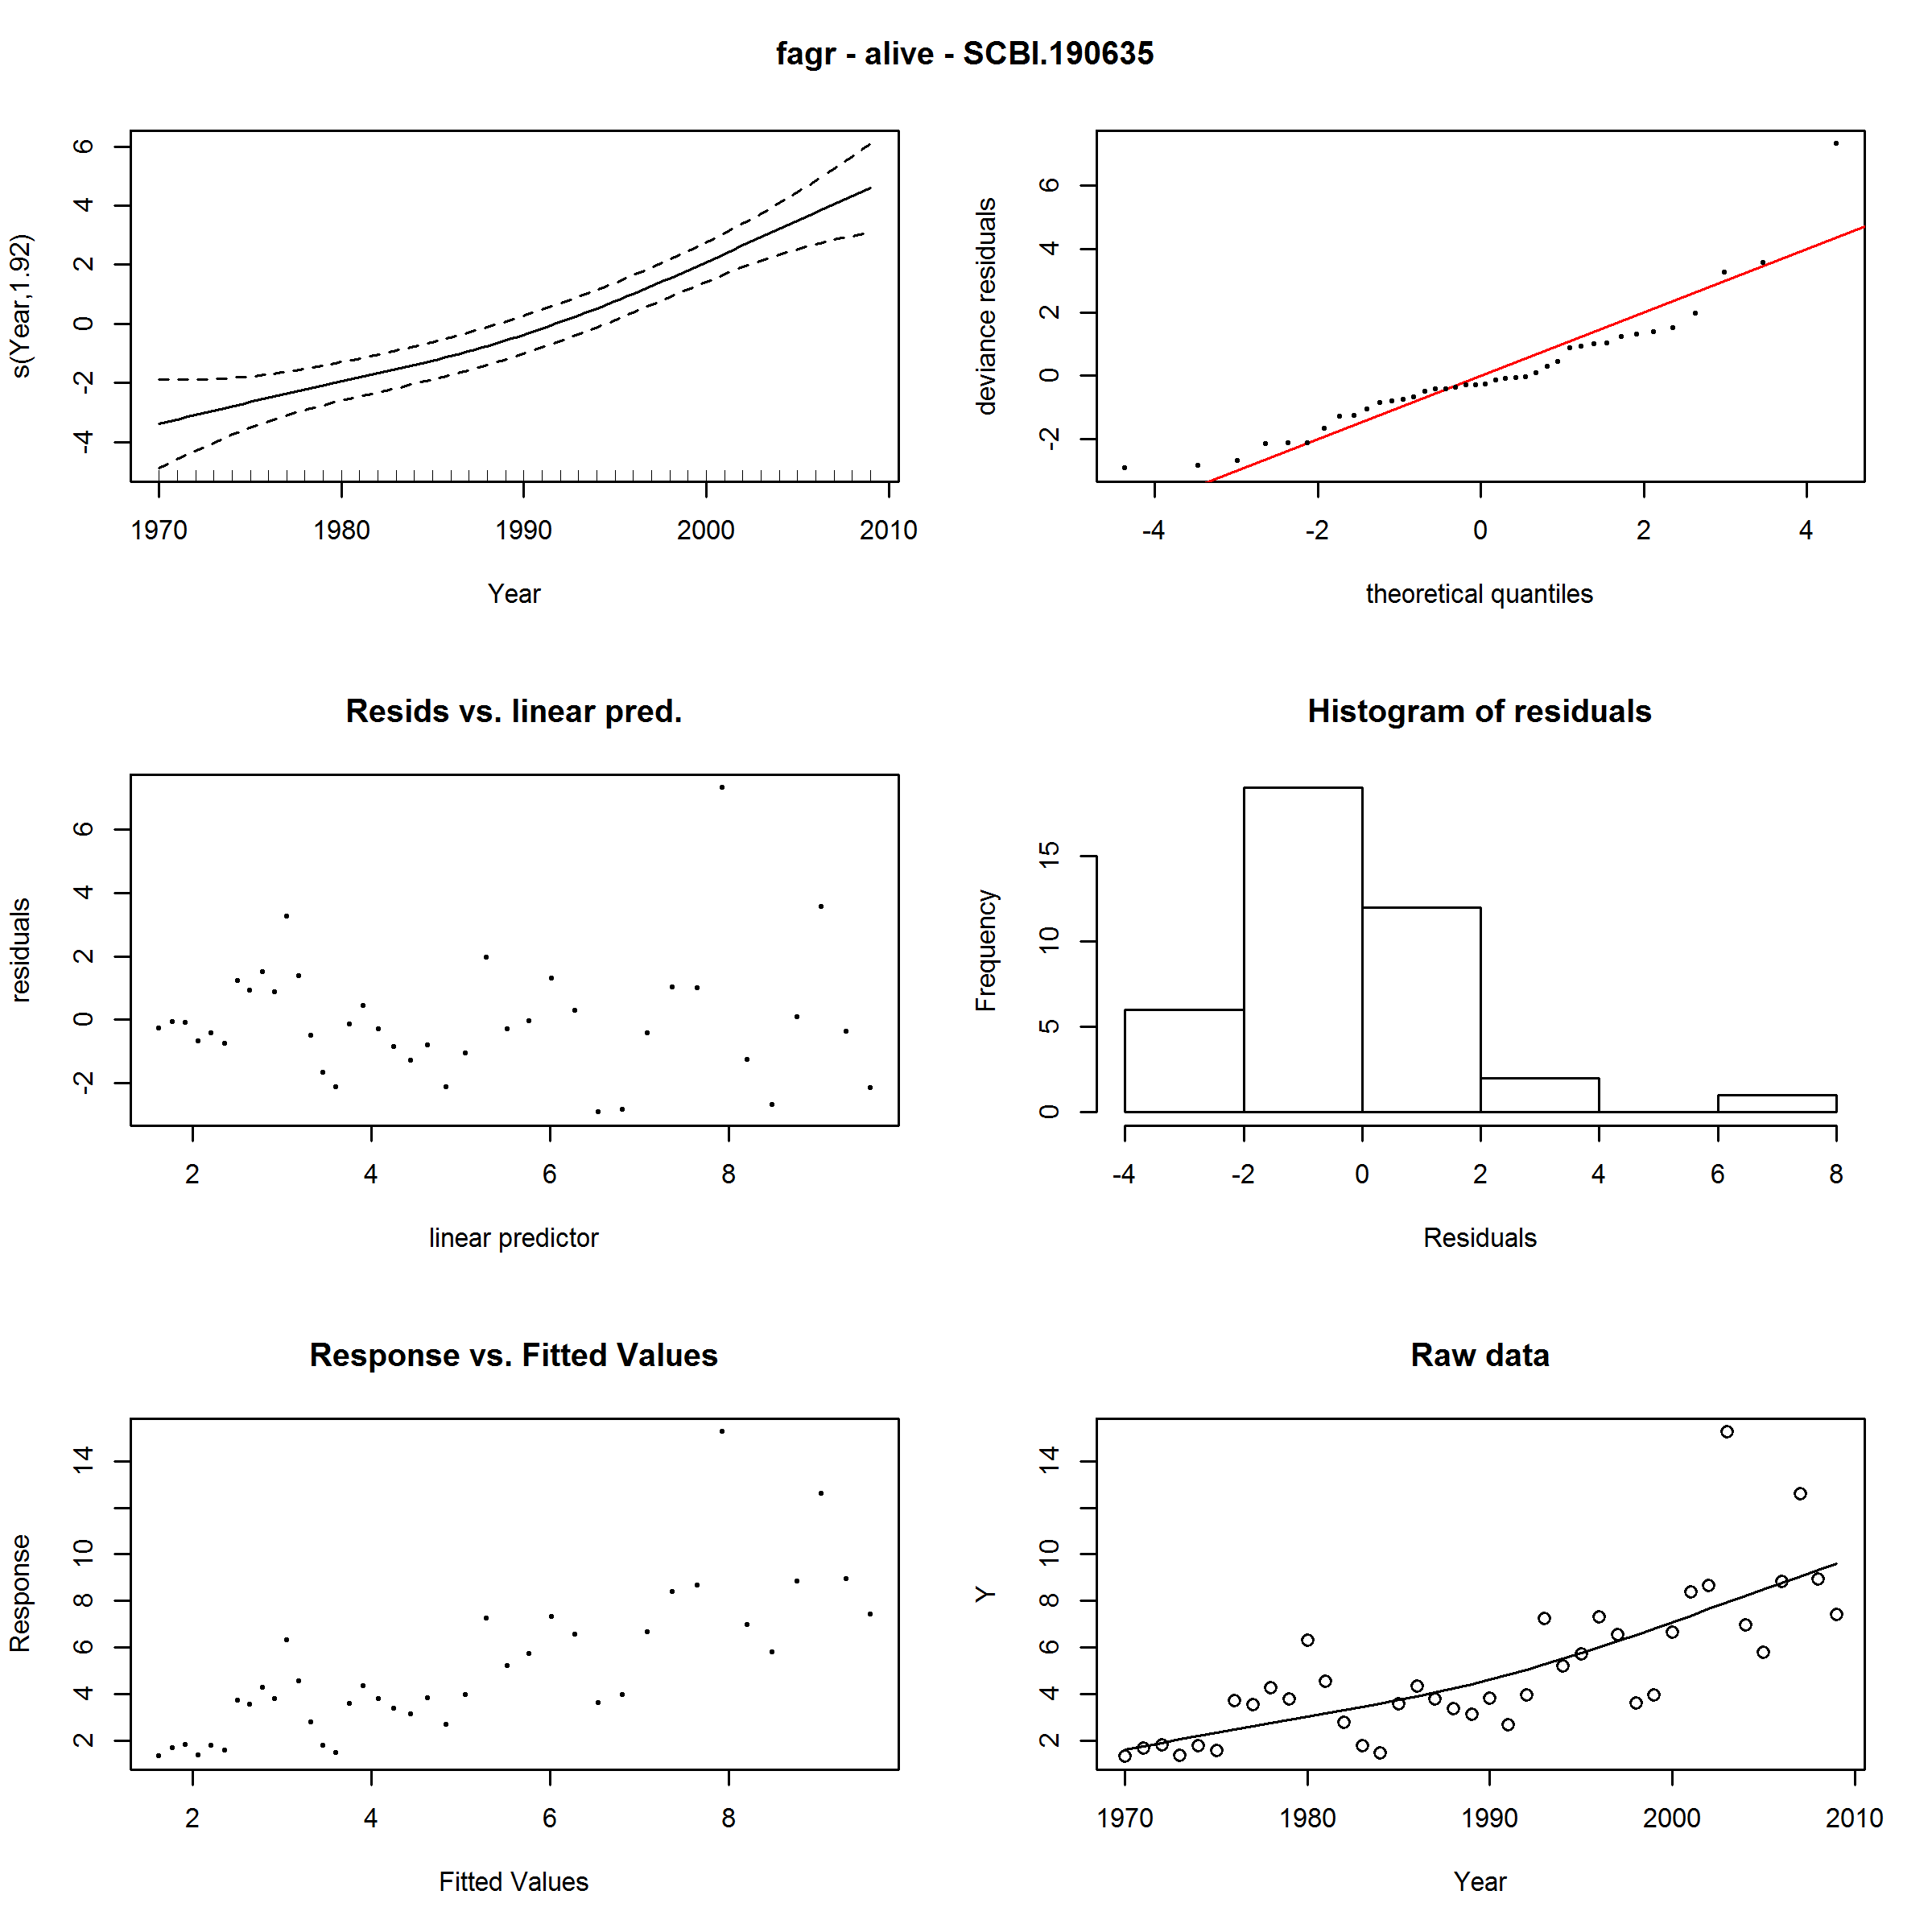 fagr - alive - SCBI.190635
s(Year,1.92)
-4 -2 0 2 4 6
1970 1980 1990 2000 2010
Year
deviance residuals
-2 0 2 4 6
-4 -2 0 2 4
theoretical quantiles
Resids vs. linear pred.
residuals
-2 0 2 4 6
2 4 6 8
linear predictor
Histogram of residuals
Frequency
0 5 10 15
-4 -2 0 2 4 6 8
Residuals
Response vs. Fitted Values
Response
2 4 6 8 10 14
2 4 6 8
Fitted Values
Raw data
Y
2 4 6 8 10 14
1970 1980 1990 2000 2010
Year